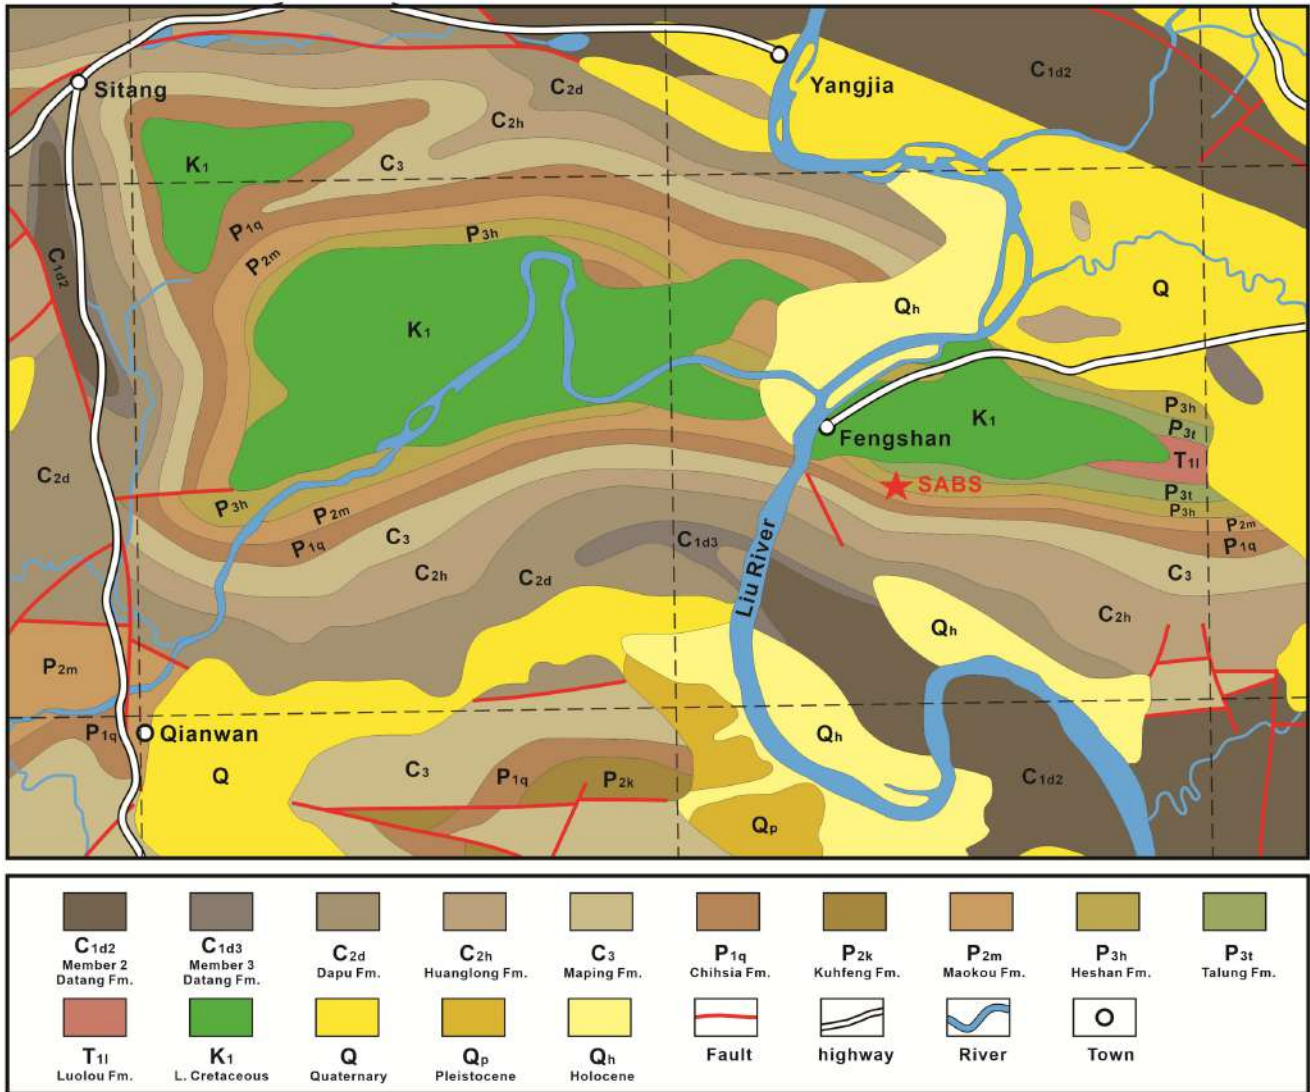 Sitang
Yangjia
C1d2
C2d
C2h
K1
C3
P1q
P2m
P3h
C1d2
Qh
Q
K1
K1
Fengshan
P3h
P3t
T1l
P3t
P3h
SABS
C2d
P3h
P2m
P1q
C3
C2h
C2d
C1d3
P2m
P1q
C3
C2h
Liu River
Qh
P2m
P1q
Qianwan
Q
C3
P1q
P2k
Qh
Qp
C1d2
C1d2 C1d3 C2d C2h C3 P1q P2k P2m P3h P3t
Member 2 Member 3 Dapu Fm. Huanglong Fm. Maping Fm. Chihsia Fm. Kuhfeng Fm. Maokou Fm. Heshan Fm. Talung Fm.
Datang Fm. Datang Fm.
T1l K1 Q Qp Qh Fault highway River Town
Luolou Fm. L. Cretaceous Quaternary Pleistocene Holocene